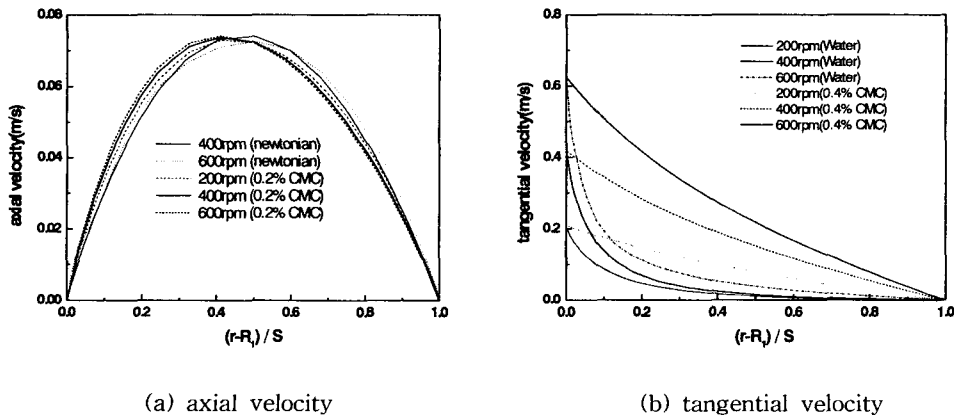 0.08
0.06
0.04
0.02
0.00
axial velocity(m/s)
400rpm (newtonian)
600rpm (newtonian)
200rpm (0.2% CMC)
400rpm (0.2% CMC)
600rpm (0.2% CMC)
0.0 0.2 0.4 0.6 0.8 1.0
(r-R₁) / S
(a) axial velocity
0.8
0.6
0.4
0.2
0.0
tangential velocity(m/s)
200rpm(Water)
400rpm(Water)
600rpm(Water)
200rpm(0.4% CMC)
400rpm(0.4% CMC)
600rpm(0.4% CMC)
0.0 0.2 0.4 0.6 0.8 1.0
(r-R₁) / S
(b) tangential velocity